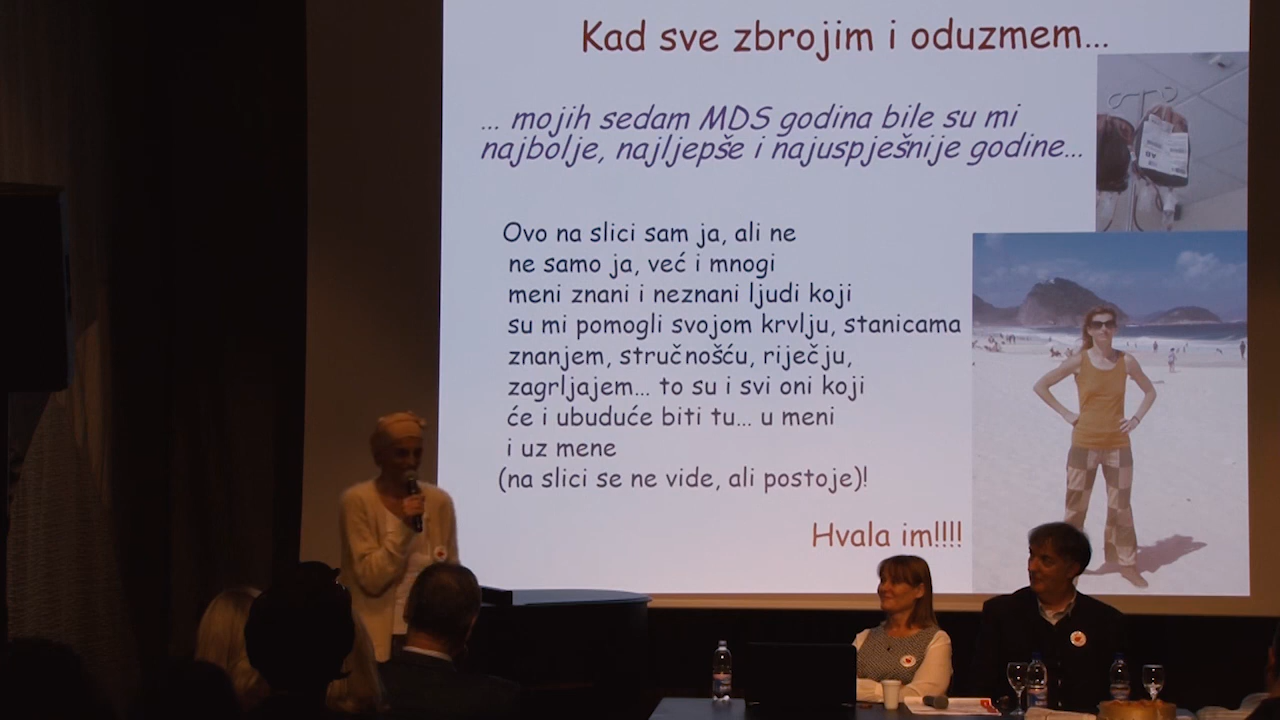 Kad sve zbrojim i oduzmem...
... mojih sedam MDS godina bile su mi
najbolje, najljepše i najuspješnije godine...
Ovo na slici sam ja, ali ne
ne samo ja, već i mnogi
meni znani i neznani ljudi koji
su mi pomogli svojom krvlju, stanicama
znanjem, stručnošću, riječju,
zagrljajem... to su i svi oni koji
će i ubuduće biti tu... u meni
i uz mene
(na slici se ne vide, ali postoje)!
Hvala im!!!!